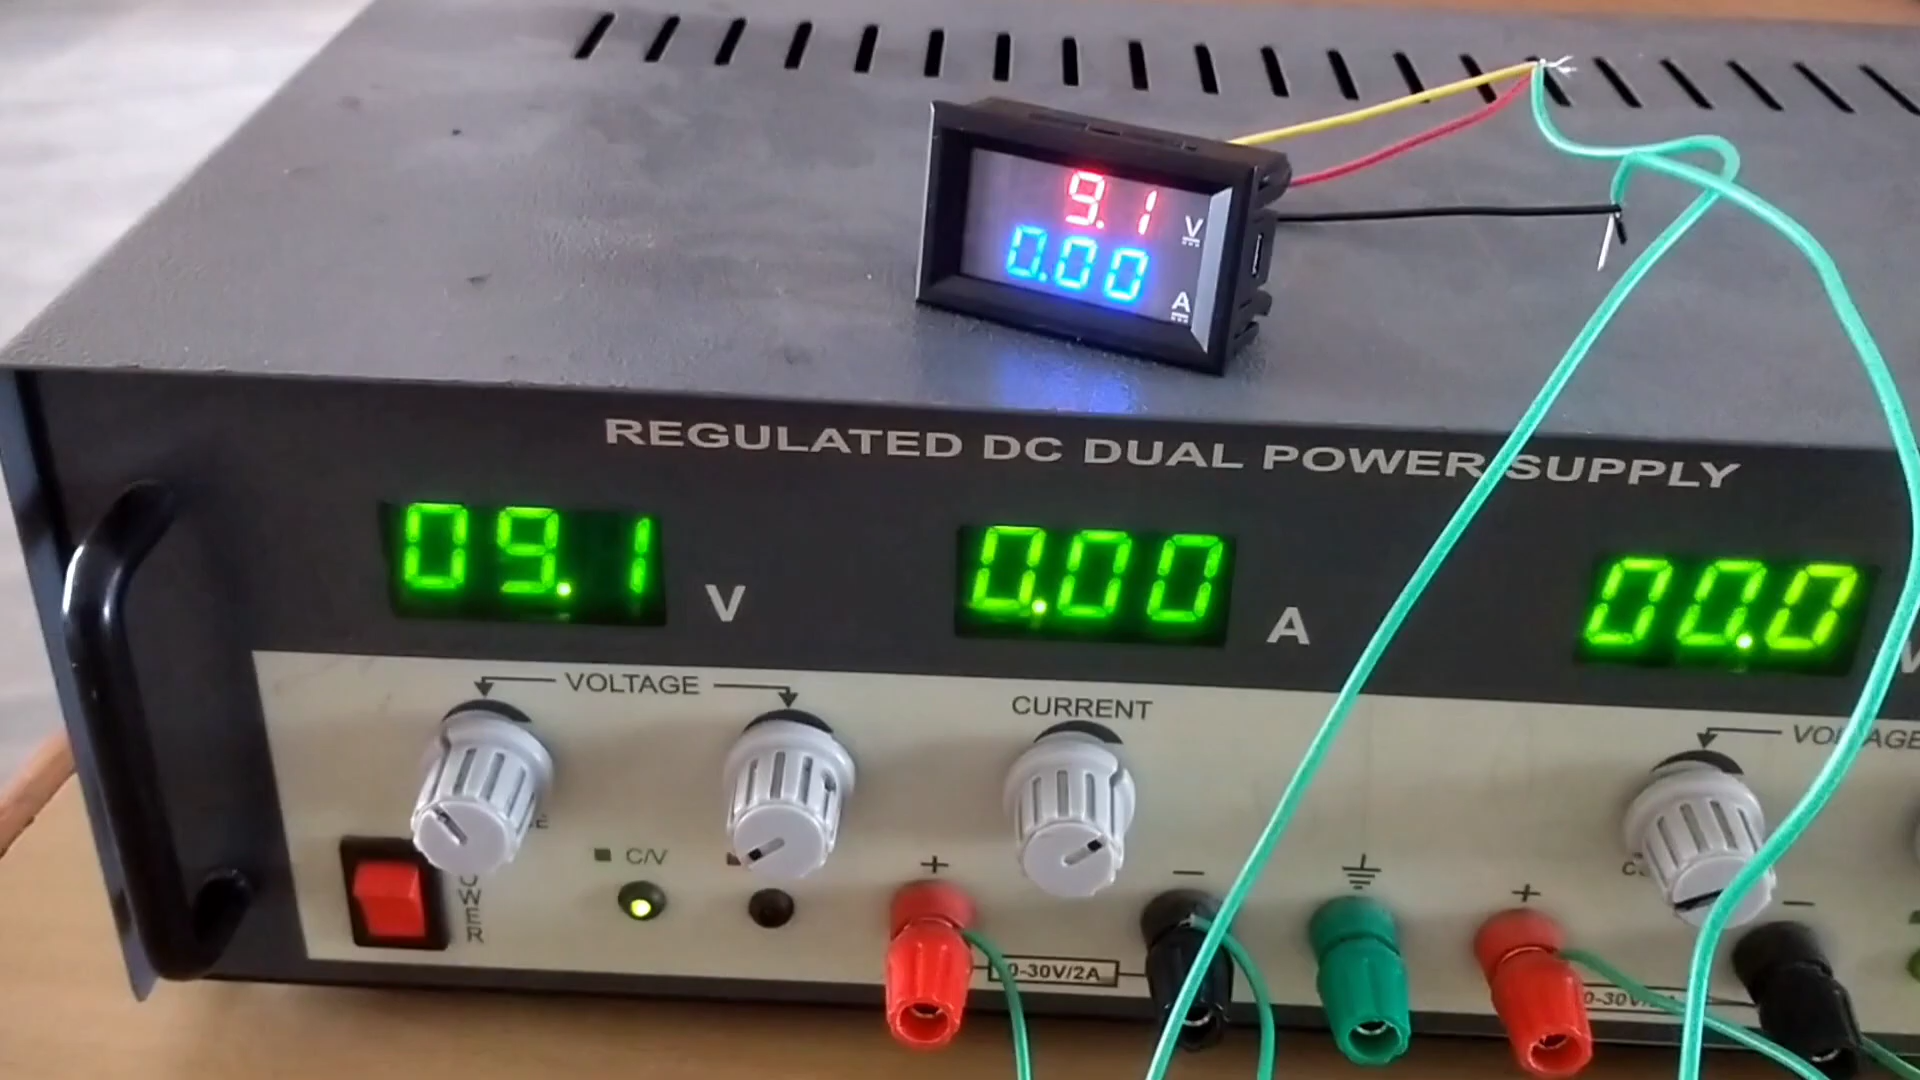 9.1 V
0.00 A
REGULATED DC DUAL POWER SUPPLY
09.1 V
0.00 A
00.0
VOLTAGE
CURRENT
C/V
+
−
+
−
0-30V/2A